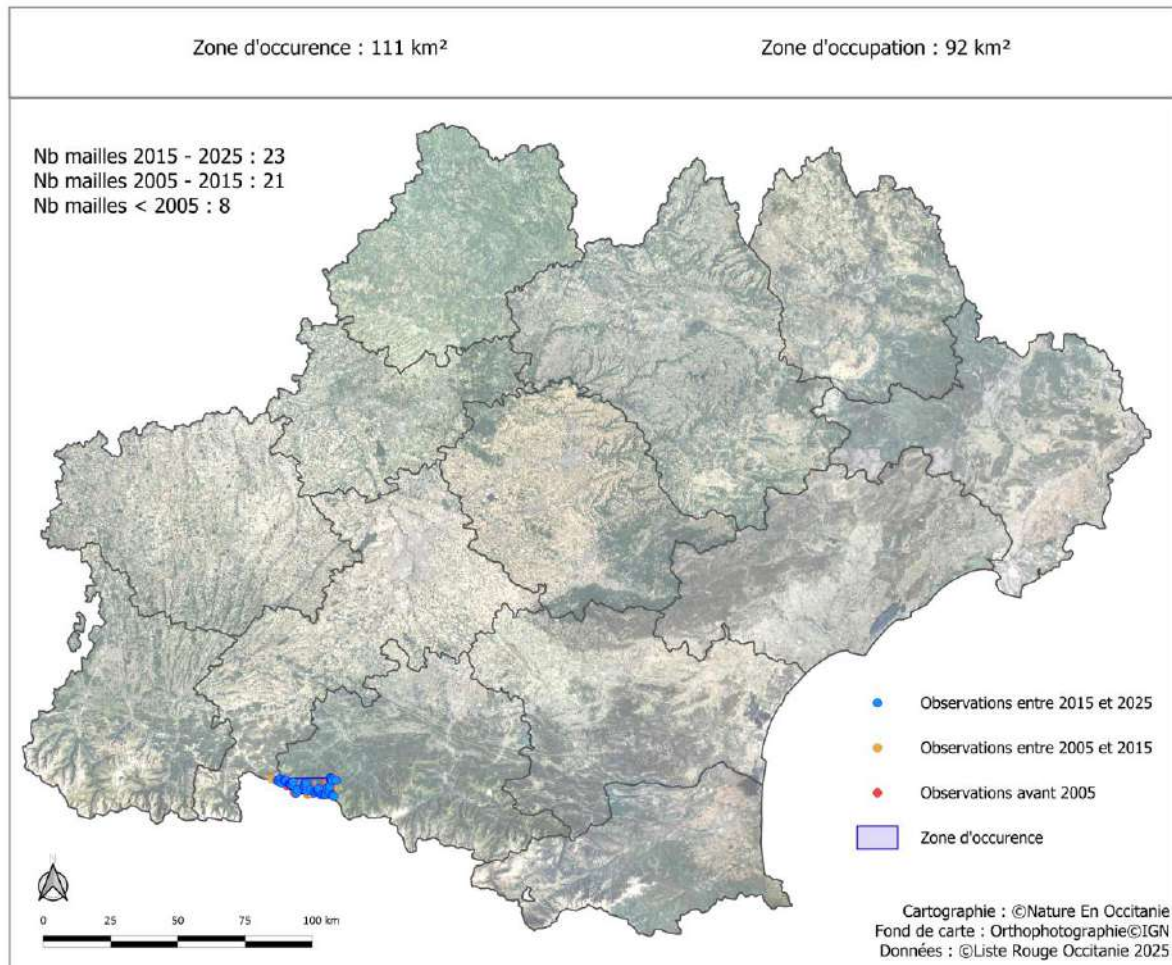 Zone d'occurence : 111 km²
Zone d'occupation : 92 km²
Nb mailles 2015 - 2025 : 23
Nb mailles 2005 - 2015 : 21
Nb mailles < 2005 : 8
Observations entre 2015 et 2025
Observations entre 2005 et 2015
Observations avant 2005
Zone d'occurence
N
0 25 50 75 100 km
Cartographie : ©Nature En Occitanie
Fond de carte : Orthophotographie©IGN
Données : ©Liste Rouge Occitanie 2025